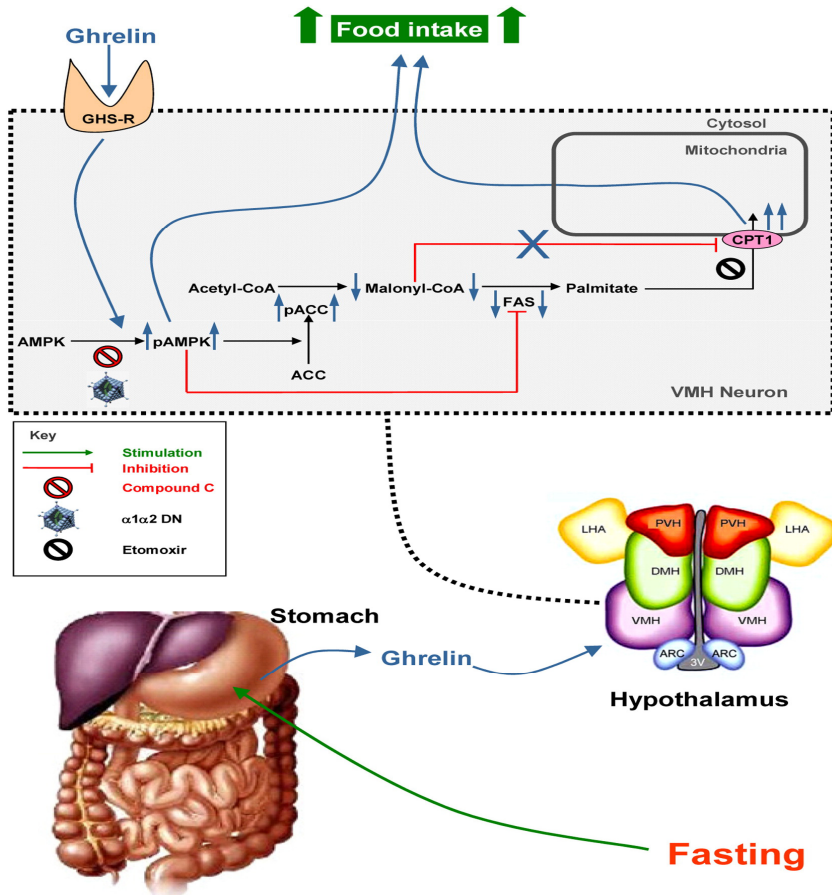 Food intake
Ghrelin
GHS-R
Cytosol
Mitochondria
CPT1
Acetyl-CoA
Malonyl-CoA
Palmitate
pACC
FAS
AMPK
pAMPK
ACC
VMH Neuron
Key
Stimulation
Inhibition
Compound C
α1α2 DN
Etomoxir
LHA
PVH
PVH
LHA
DMH
DMH
VMH
VMH
ARC
ARC
3V
Stomach
Ghrelin
Hypothalamus
Fasting